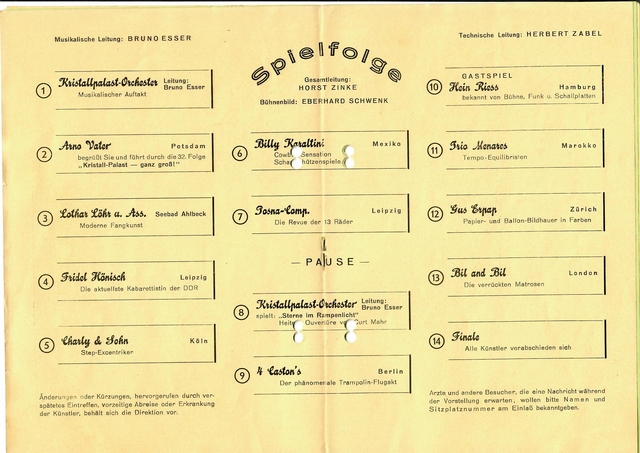 Musikalische Leitung: BRUNO ESSER
Spielfolge
Gesamtleitung:
HORST ZINKE
Bühnenbild: EBERHARD SCHWENK
Technische Leitung: HERBERT ZABEL
1 Kristallpalast-Orchester Leitung: Bruno Esser
Musikalischer Auftakt
2 Arno Vater Potsdam
begrüßt Sie und führt durch die 32. Folge
„Kristall-Palast — ganz groß!"
3 Lothar Löhr u. Ass. Seebad Ahlbeck
Moderne Fangkunst
4 Fridel Hönisch Leipzig
Die aktuellste Kabarettistin der DDR
5 Charly & John Köln
Step-Exzentriker
Änderungen oder Kürzungen, hervorgerufen durch ver-
spätetes Eintreffen, vorzeitige Abreise oder Erkrankung
der Künstler, behält sich die Direktion vor.
6 Billy Karaltini Mexiko
Sensation
7 Josna-Comp. Leipzig
Die Revue der 13 Räder
— PAUSE —
8 Kristallpalast-Orchester Leitung: Bruno Esser
spielt: „Sterne im Rampenlicht"
Ouvertüre Curt Mahr
9 4 Caston's Berlin
Der phänomenale Trampolin-Flugakt
10 GASTSPIEL
Hein Riess Hamburg
bekannt von Bühne, Funk u. Schallplatten
11 Trio Menares Marokko
Tempo-Equilibristen
12 Gus Erpap Zürich
Papier- und Ballon-Bildhauer in Farben
13 Bil and Bil London
Die verrückten Matrosen
14 Finale
Alle Künstler verabschieden sich
Ärzte und andere Besucher, die eine Nachricht während
der Vorstellung erwarten, wollen bitte Namen und
Sitzplatznummer am Einlaß bekanntgeben.